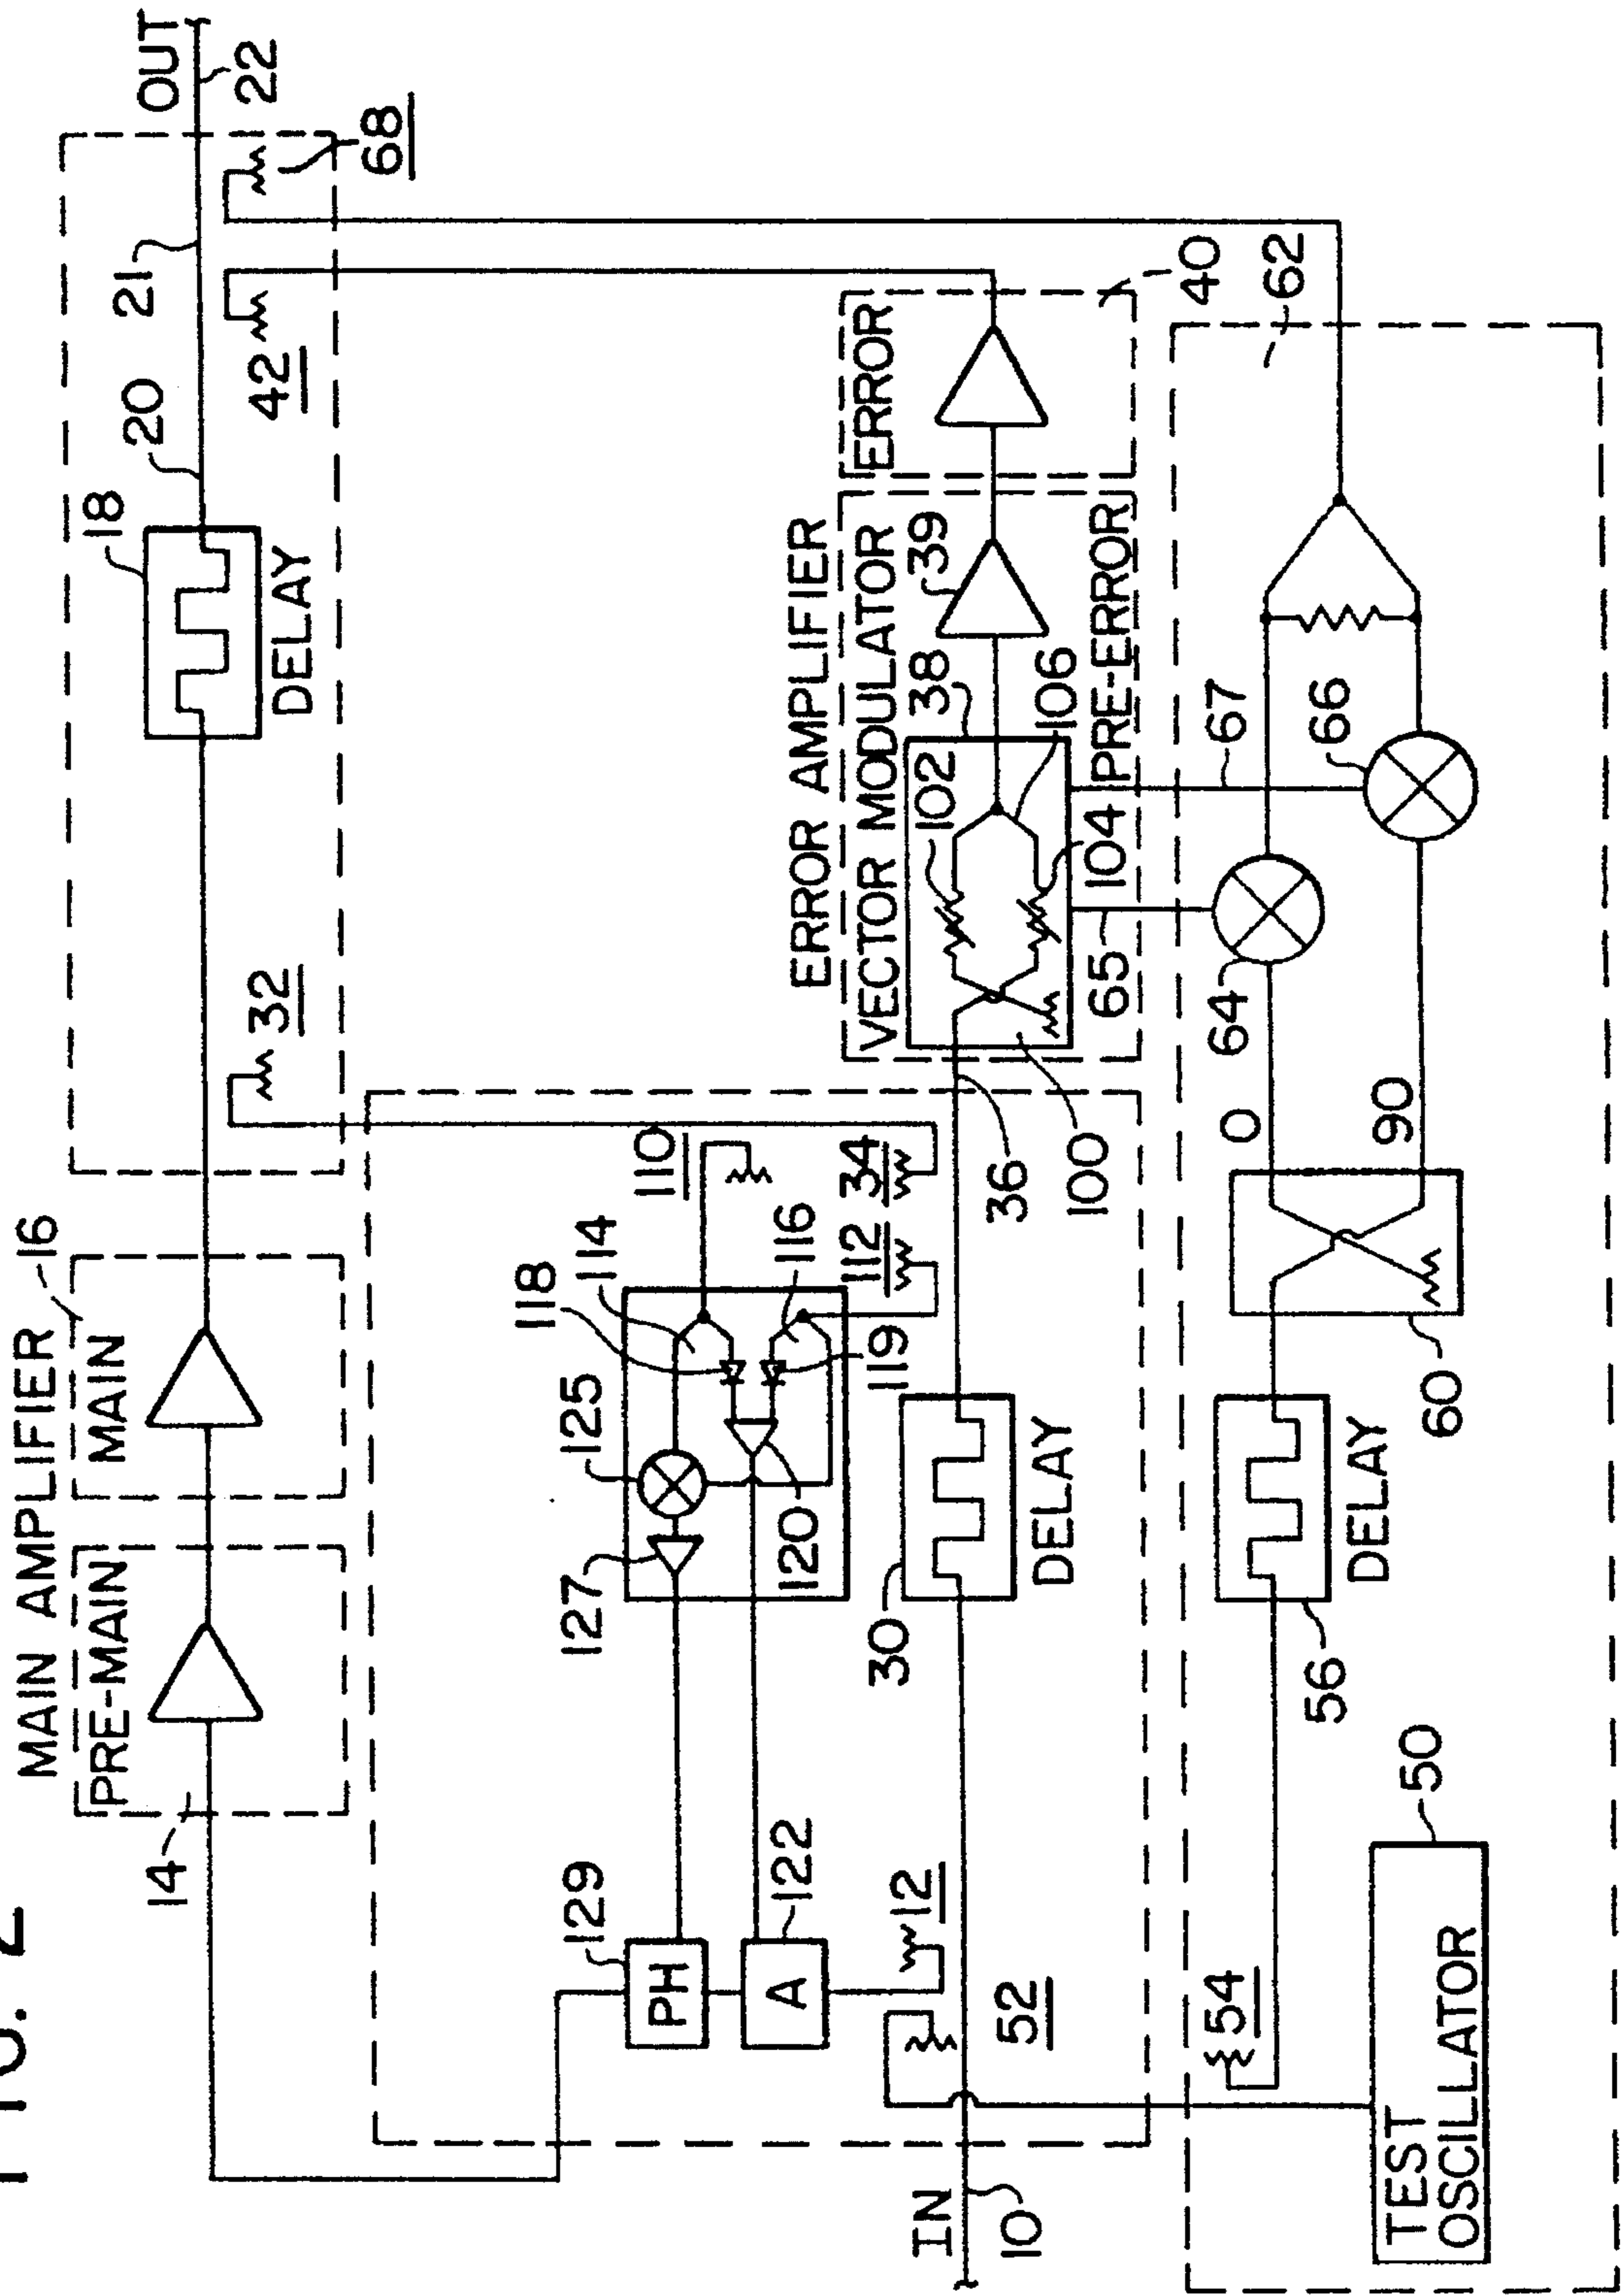 FIG. 2
MAIN AMPLIFIER
16
PRE-MAIN
MAIN
14
18
DELAY
20
21
OUT
22
32
42
68
129
PH
122
A
12
127
125
118
114
110
116
112
34
119
120
30
DELAY
36
100
ERROR AMPLIFIER
VECTOR MODULATOR
38
39
102
106
104
PRE-ERROR
ERROR
40
IN
10
52
54
65
67
62
56
DELAY
60
0
90
64
66
TEST
OSCILLATOR
50